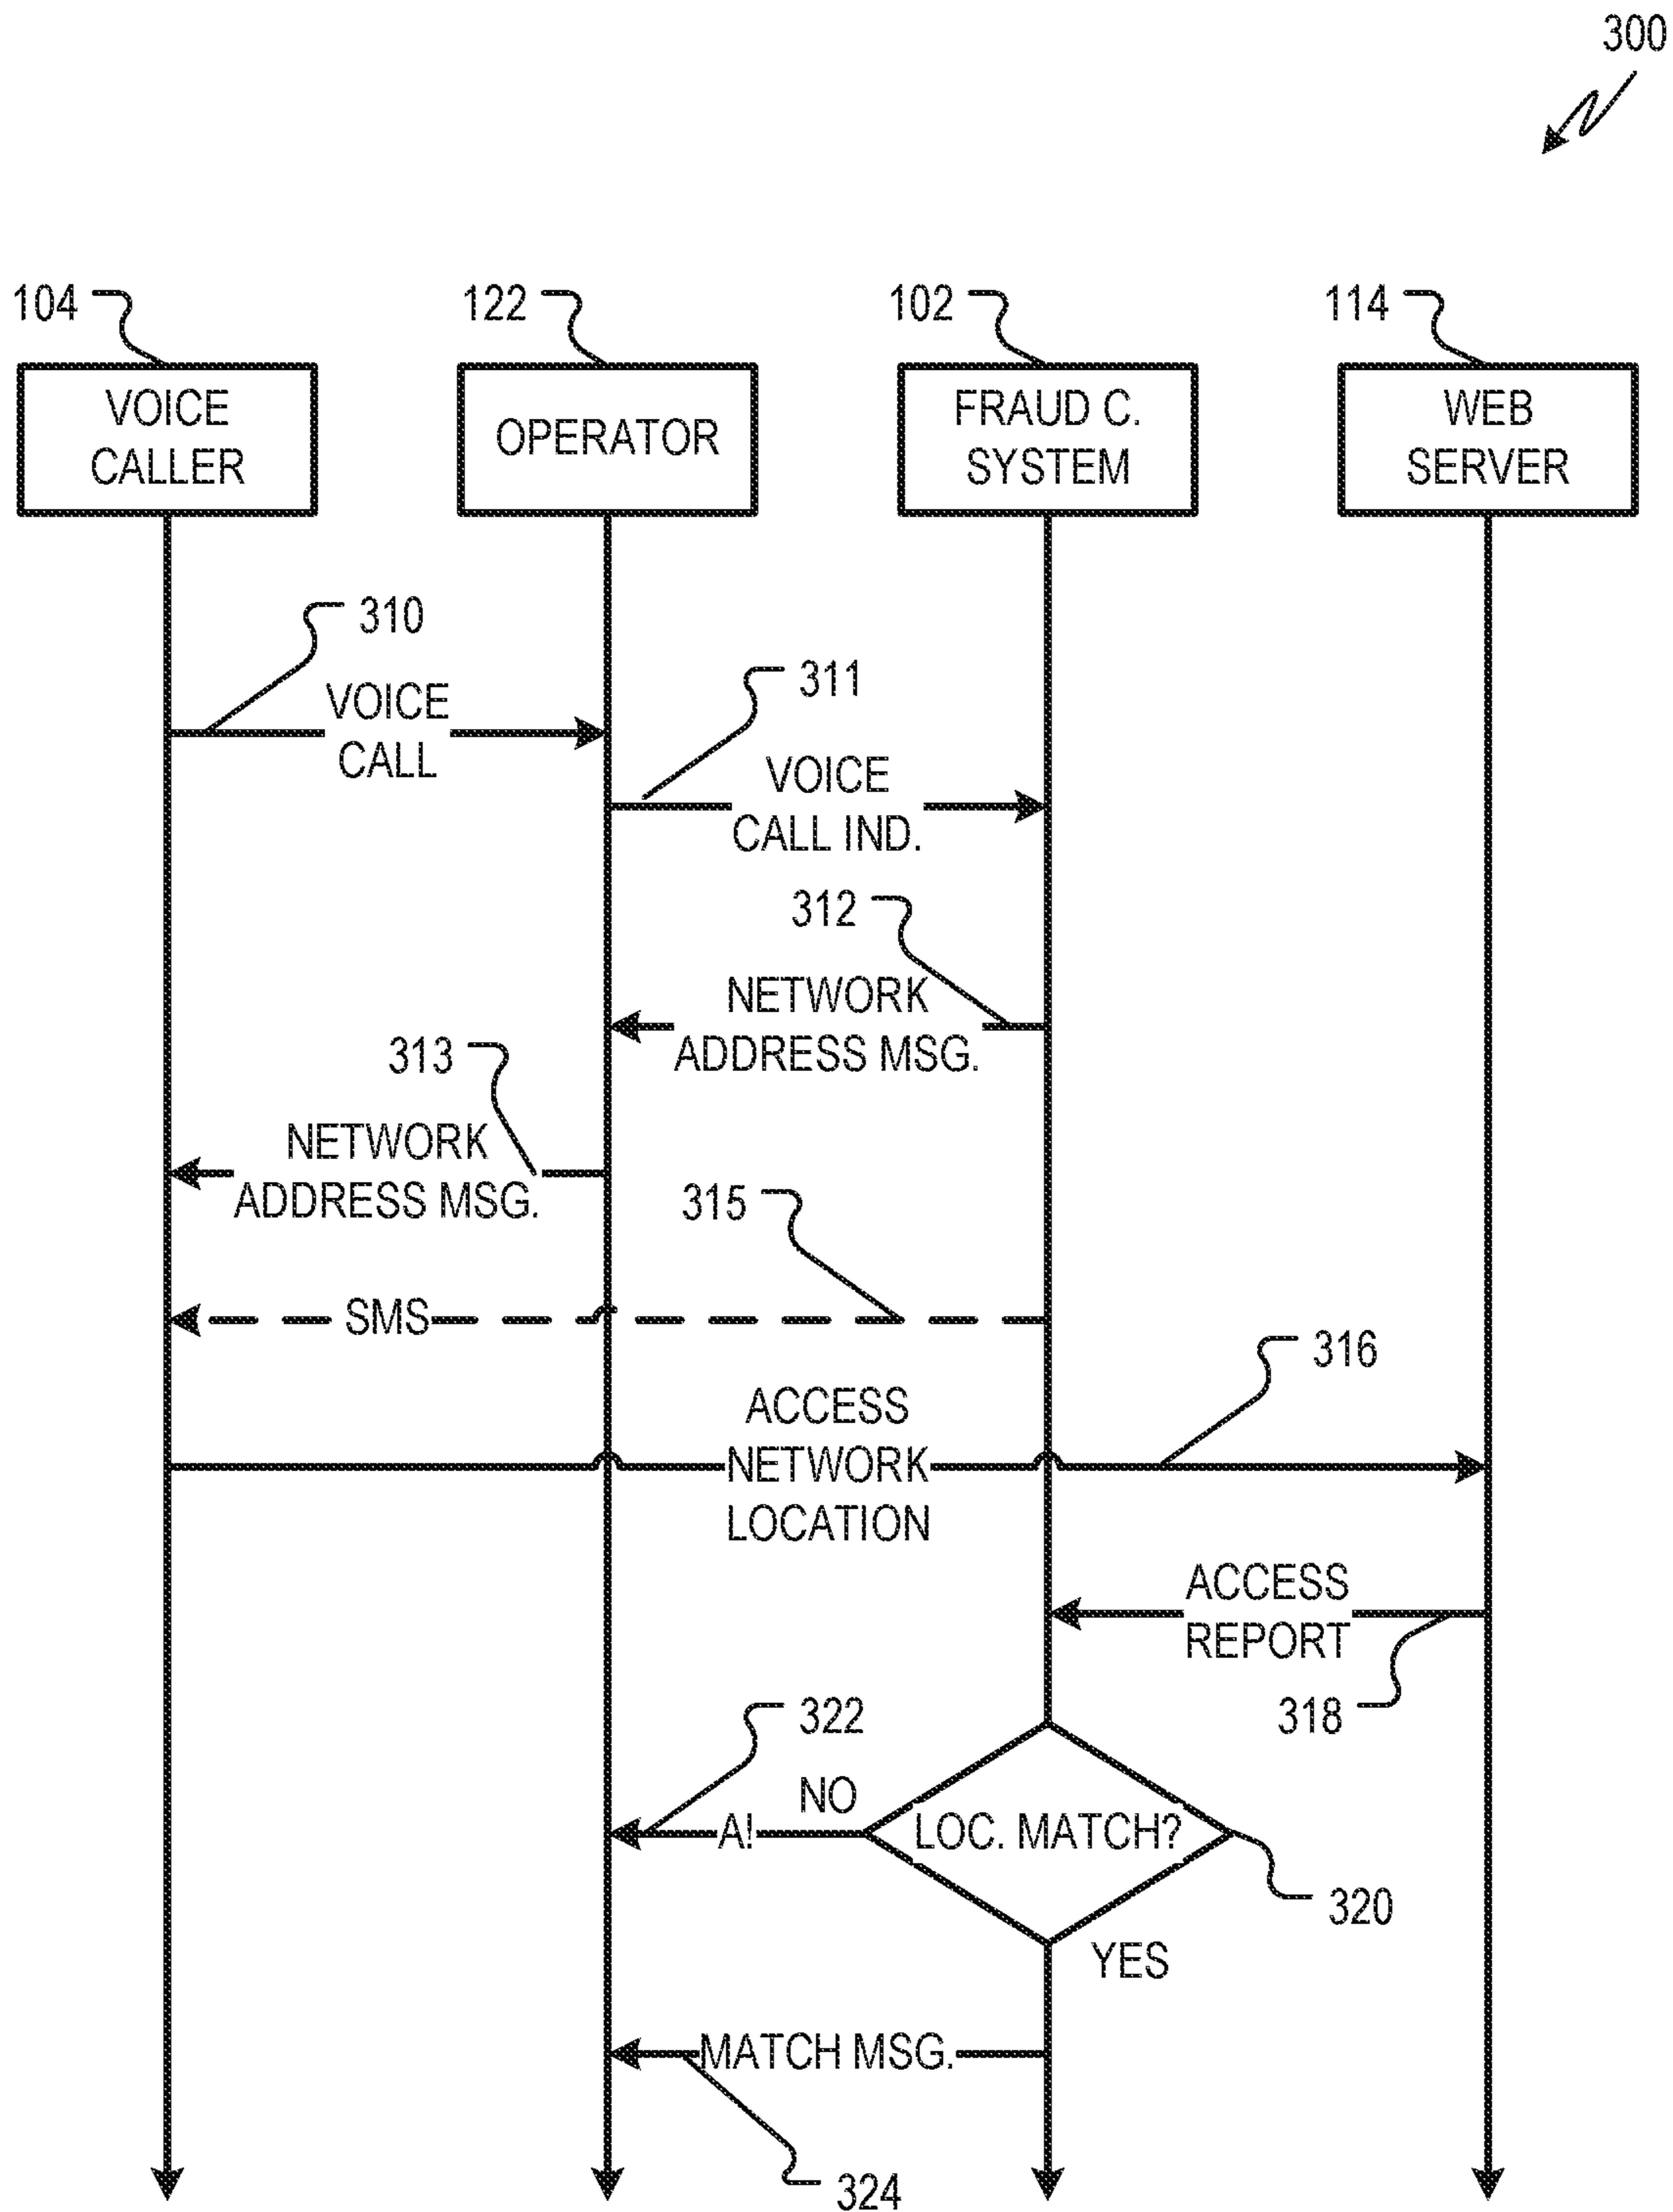 300
104
122
102
114
VOICE
CALLER
OPERATOR
FRAUD C.
SYSTEM
WEB
SERVER
310
VOICE
CALL
311
VOICE
CALL IND.
312
NETWORK
ADDRESS MSG.
313
NETWORK
ADDRESS MSG.
315
SMS
316
ACCESS
NETWORK
LOCATION
ACCESS
REPORT
318
322
NO
A!
LOC. MATCH?
320
YES
MATCH MSG.
324